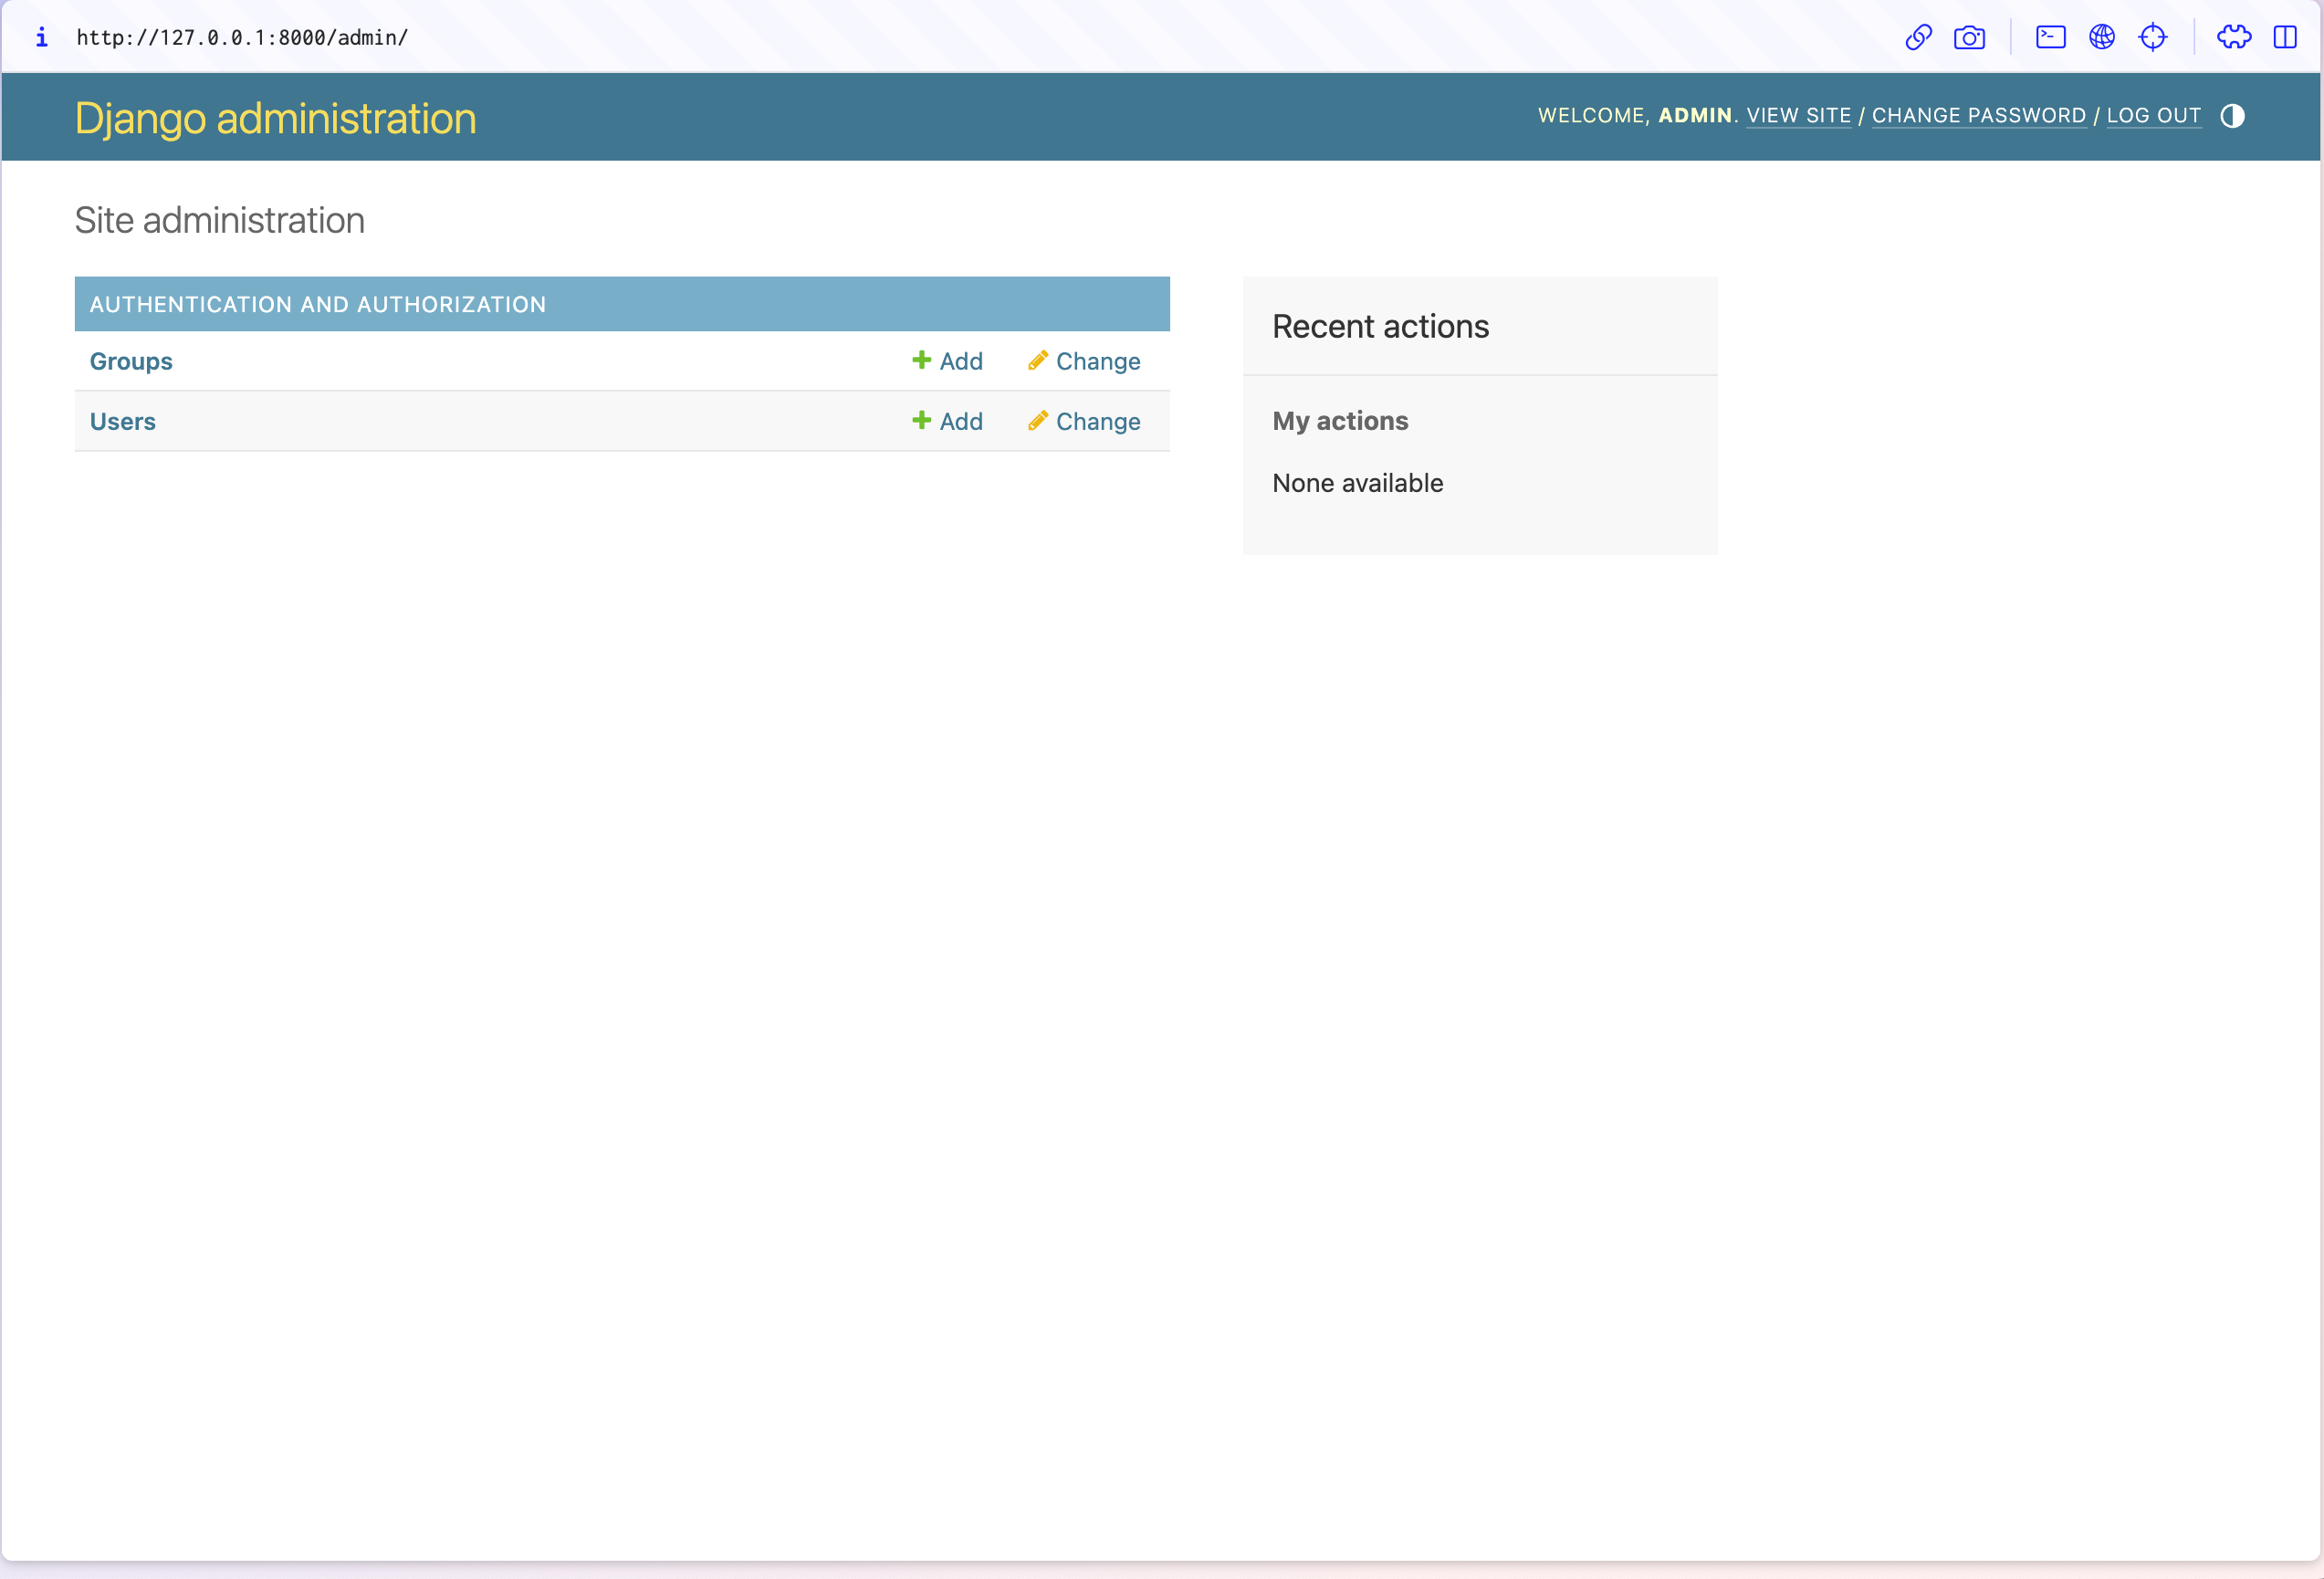 http://127.0.0.1:8000/admin/
Django administration
WELCOME, ADMIN. VIEW SITE / CHANGE PASSWORD / LOG OUT
Site administration
AUTHENTICATION AND AUTHORIZATION
Groups Add Change
Users Add Change
Recent actions
My actions
None available